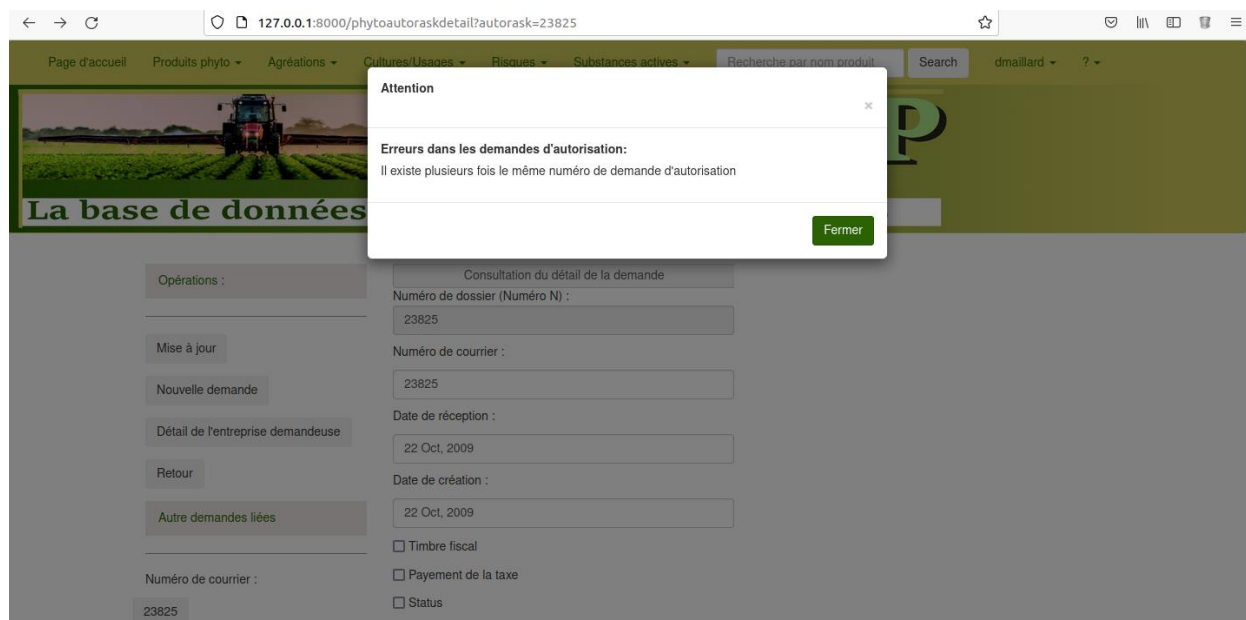 127.0.0.1:8000/phytoautoraskdetail?autorask=23825
Page d'accueil Produits phyto Agréations Cultures/Usages Risques Substances actives Recherche par nom produit Search dmaillard ?
Attention
×
P
Erreurs dans les demandes d'autorisation:
Il existe plusieurs fois le même numéro de demande d'autorisation
La base de données
Fermer
Opérations :
Mise à jour
Nouvelle demande
Détail de l'entreprise demandeuse
Retour
Autre demandes liées
Numéro de courrier :
23825
Consultation du détail de la demande
Numéro de dossier (Numéro N) :
23825
Numéro de courrier :
23825
Date de réception :
22 Oct, 2009
Date de création :
22 Oct, 2009
Timbre fiscal
Payement de la taxe
Status